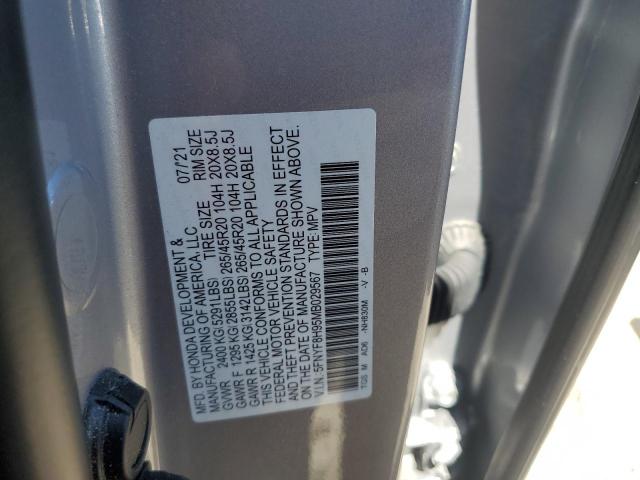 MFD. BY HONDA DEVELOPMENT & 07/21
MANUFACTURING OF AMERICA, LLC
TIRE SIZE RIM SIZE
GVWR 2400 KG(5291LBS)
GAWR F 1295 KG(2855LBS) 265/45R20 104H 20X8.5J
GAWR R 1425 KG(3142LBS) 265/45R20 104H 20X8.5J
THIS VEHICLE CONFORMS TO ALL APPLICABLE
FEDERAL MOTOR VEHICLE SAFETY
AND THEFT PREVENTION STANDARDS IN EFFECT
ON THE DATE OF MANUFACTURE SHOWN ABOVE.
V.I.N.: 5FNYF8H95MB029567 TYPE: MPV
TGS M AC6 -NH830M -V -B